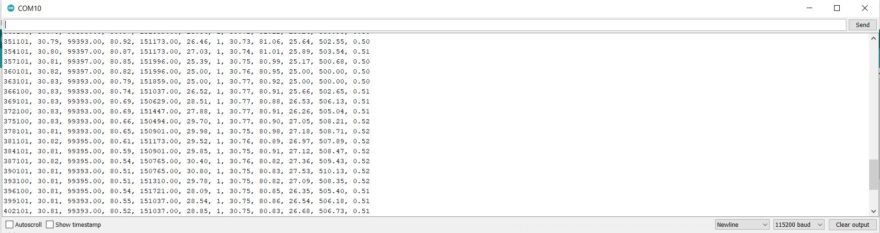 COM10
Send
351101, 30.79, 99393.00, 80.92, 151173.00, 26.46, 1, 30.73, 81.06, 25.64, 502.55, 0.50
354101, 30.80, 99397.00, 80.87, 151173.00, 27.03, 1, 30.74, 81.01, 25.89, 503.54, 0.51
357101, 30.81, 99397.00, 80.85, 151996.00, 25.39, 1, 30.75, 80.99, 25.17, 500.68, 0.50
360101, 30.82, 99397.00, 80.82, 151996.00, 25.00, 1, 30.76, 80.95, 25.00, 500.00, 0.50
363101, 30.83, 99393.00, 80.79, 151859.00, 25.00, 1, 30.77, 80.92, 25.00, 500.00, 0.50
366100, 30.83, 99393.00, 80.74, 151037.00, 26.52, 1, 30.77, 80.91, 25.66, 502.65, 0.51
369101, 30.83, 99393.00, 80.69, 150629.00, 28.51, 1, 30.77, 80.88, 26.53, 506.13, 0.51
372100, 30.83, 99393.00, 80.69, 151447.00, 27.88, 1, 30.77, 80.91, 26.26, 505.04, 0.51
375100, 30.83, 99393.00, 80.66, 150494.00, 29.70, 1, 30.77, 80.90, 27.05, 508.21, 0.52
378101, 30.81, 99393.00, 80.65, 150901.00, 29.98, 1, 30.75, 80.98, 27.18, 508.71, 0.52
381101, 30.82, 99395.00, 80.61, 151173.00, 29.52, 1, 30.76, 80.89, 26.97, 507.89, 0.52
384101, 30.81, 99395.00, 80.59, 150901.00, 29.85, 1, 30.75, 80.91, 27.12, 508.47, 0.52
387101, 30.82, 99393.00, 80.54, 150765.00, 30.40, 1, 30.76, 80.82, 27.36, 509.43, 0.52
390101, 30.81, 99393.00, 80.51, 150765.00, 30.80, 1, 30.75, 80.83, 27.53, 510.13, 0.52
393100, 30.81, 99395.00, 80.51, 151310.00, 29.78, 1, 30.75, 80.82, 27.09, 508.35, 0.52
396100, 30.81, 99395.00, 80.54, 151721.00, 28.09, 1, 30.75, 80.85, 26.35, 505.40, 0.51
399101, 30.81, 99393.00, 80.55, 151037.00, 28.54, 1, 30.75, 80.86, 26.54, 506.18, 0.51
402101, 30.81, 99393.00, 80.52, 151037.00, 28.85, 1, 30.75, 80.83, 26.68, 506.73, 0.51
Autoscroll Show timestamp Newline 115200 baud Clear output